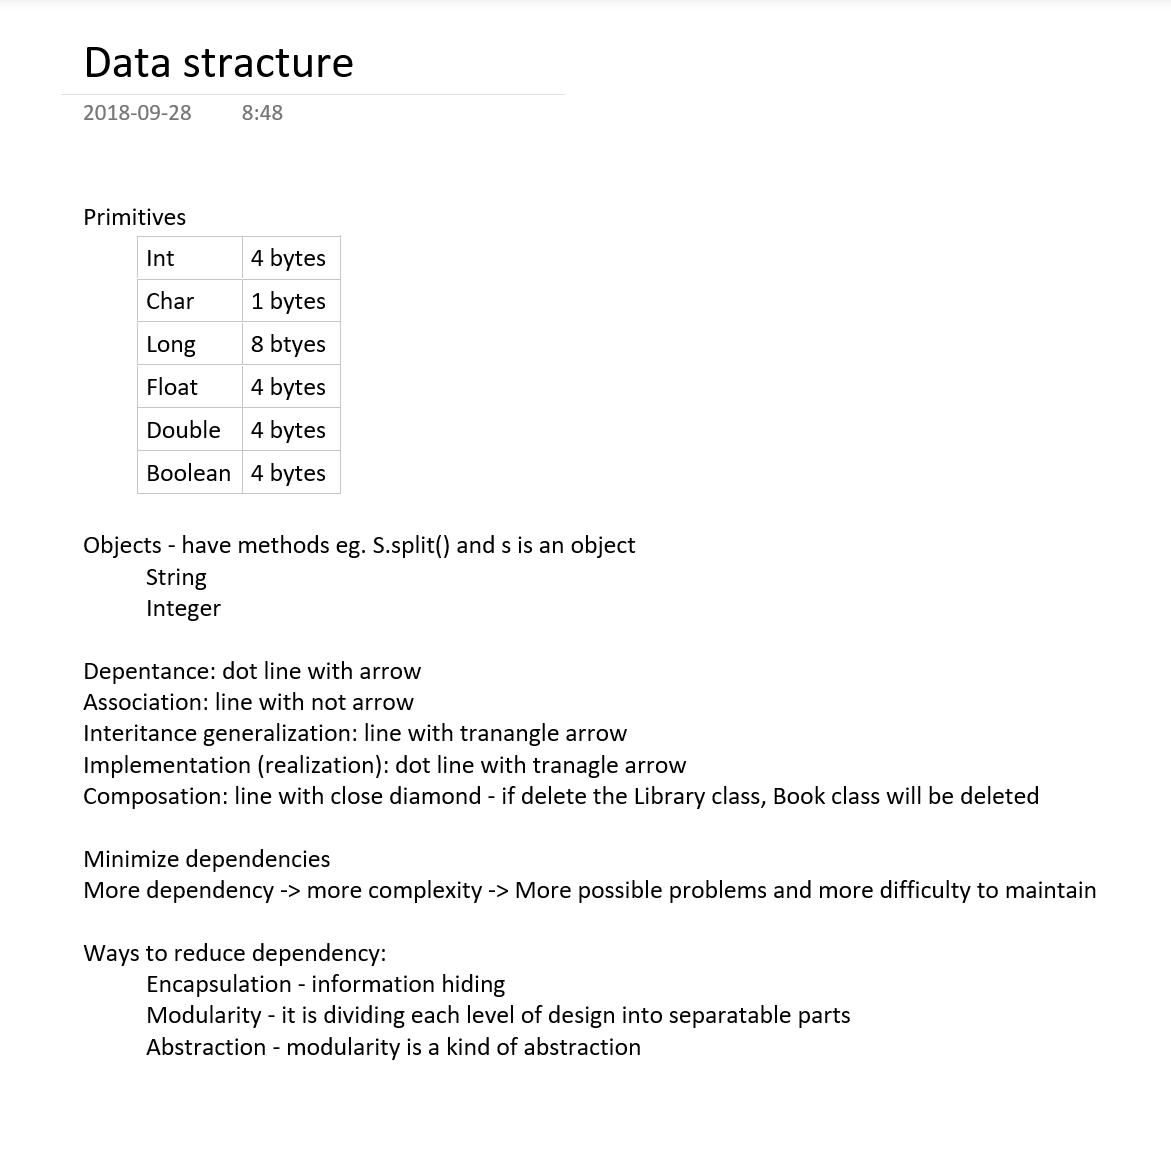 Data stracture
2018-09-28 8:48
Primitives
Int 4 bytes
Char 1 bytes
Long 8 btyes
Float 4 bytes
Double 4 bytes
Boolean 4 bytes
Objects - have methods eg. S.split() and s is an object
String
Integer
Depentance: dot line with arrow
Association: line with not arrow
Interitance generalization: line with tranangle arrow
Implementation (realization): dot line with tranagle arrow
Composation: line with close diamond - if delete the Library class, Book class will be deleted
Minimize dependencies
More dependency -> more complexity -> More possible problems and more difficulty to maintain
Ways to reduce dependency:
Encapsulation - information hiding
Modularity - it is dividing each level of design into separatable parts
Abstraction - modularity is a kind of abstraction